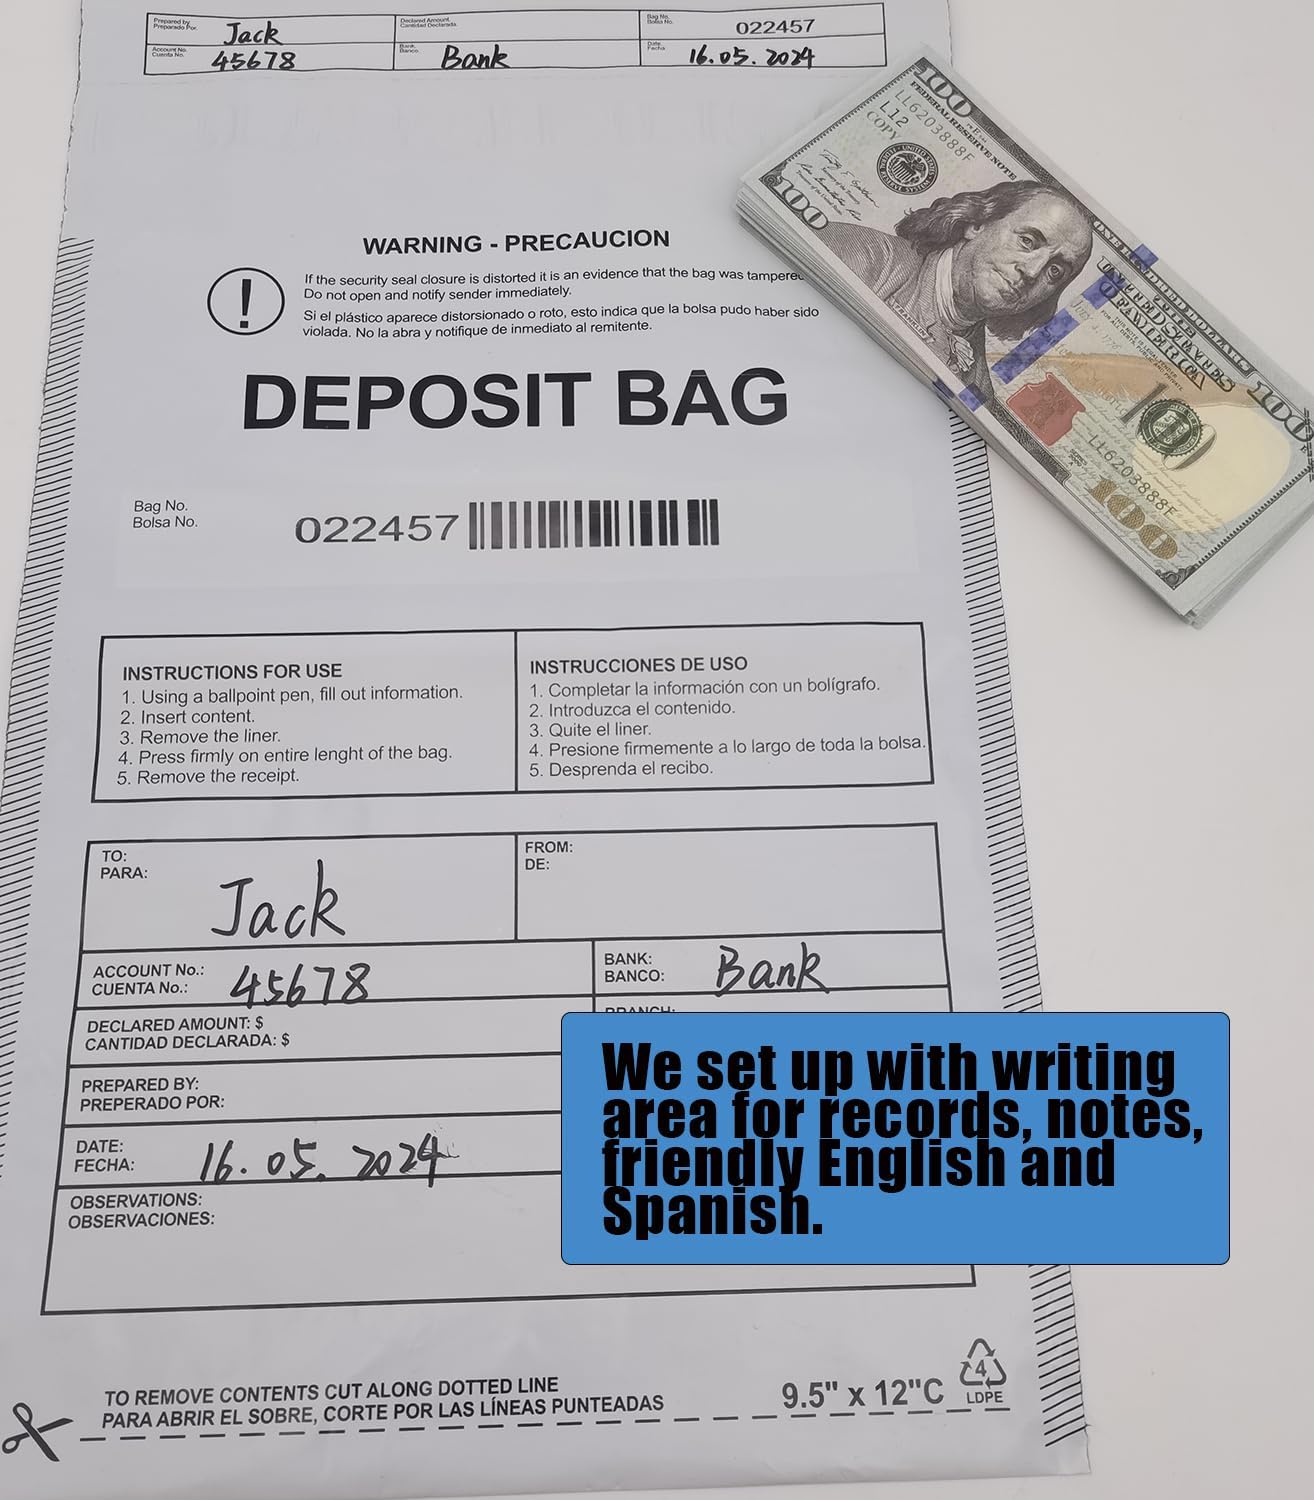 Prepared by.
Preparado Por.
Jack
Declared Amount.
Cantidad Declarada.
Bag No.
Bolsa No.
022457
Account No.
Cuenta No.
45678
Bank.
Banco.
Bank
Date.
Fecha.
16.05.2024
WARNING - PRECAUCION
If the security seal closure is distorted it is an evidence that the bag was tampered
Do not open and notify sender immediately.
Si el plástico aparece distorsionado o roto, esto indica que la bolsa pudo haber sido
violada. No la abra y notifique de inmediato al remitente.
DEPOSIT BAG
Bag No.
Bolsa No.
022457
INSTRUCTIONS FOR USE
1. Using a ballpoint pen, fill out information.
2. Insert content.
3. Remove the liner.
4. Press firmly on entire lenght of the bag.
5. Remove the receipt.
INSTRUCCIONES DE USO
1. Completar la información con un bolígrafo.
2. Introduzca el contenido.
3. Quite el liner.
4. Presione firmemente a lo largo de toda la bolsa.
5. Desprenda el recibo.
TO:
PARA:
Jack
FROM:
DE:
ACCOUNT No.:
CUENTA No.:
45678
BANK:
BANCO:
Bank
DECLARED AMOUNT: $
CANTIDAD DECLARADA: $
BRANCH:
PREPARED BY:
PREPERADO POR:
DATE:
FECHA:
16.05.2024
OBSERVATIONS:
OBSERVACIONES:
We set up with writing
area for records, notes,
friendly English and
Spanish.
TO REMOVE CONTENTS CUT ALONG DOTTED LINE
PARA ABRIR EL SOBRE, CORTE POR LAS LÍNEAS PUNTEADAS
9.5" x 12"C
4
LDPE
100
FEDERAL RESERVE NOTE
LL6203888F
L12
COPY
100
FRANKLIN
ONE HUNDRED DOLLARS
UNITED STATES
OF AMERICA
100
LL6203888F
100